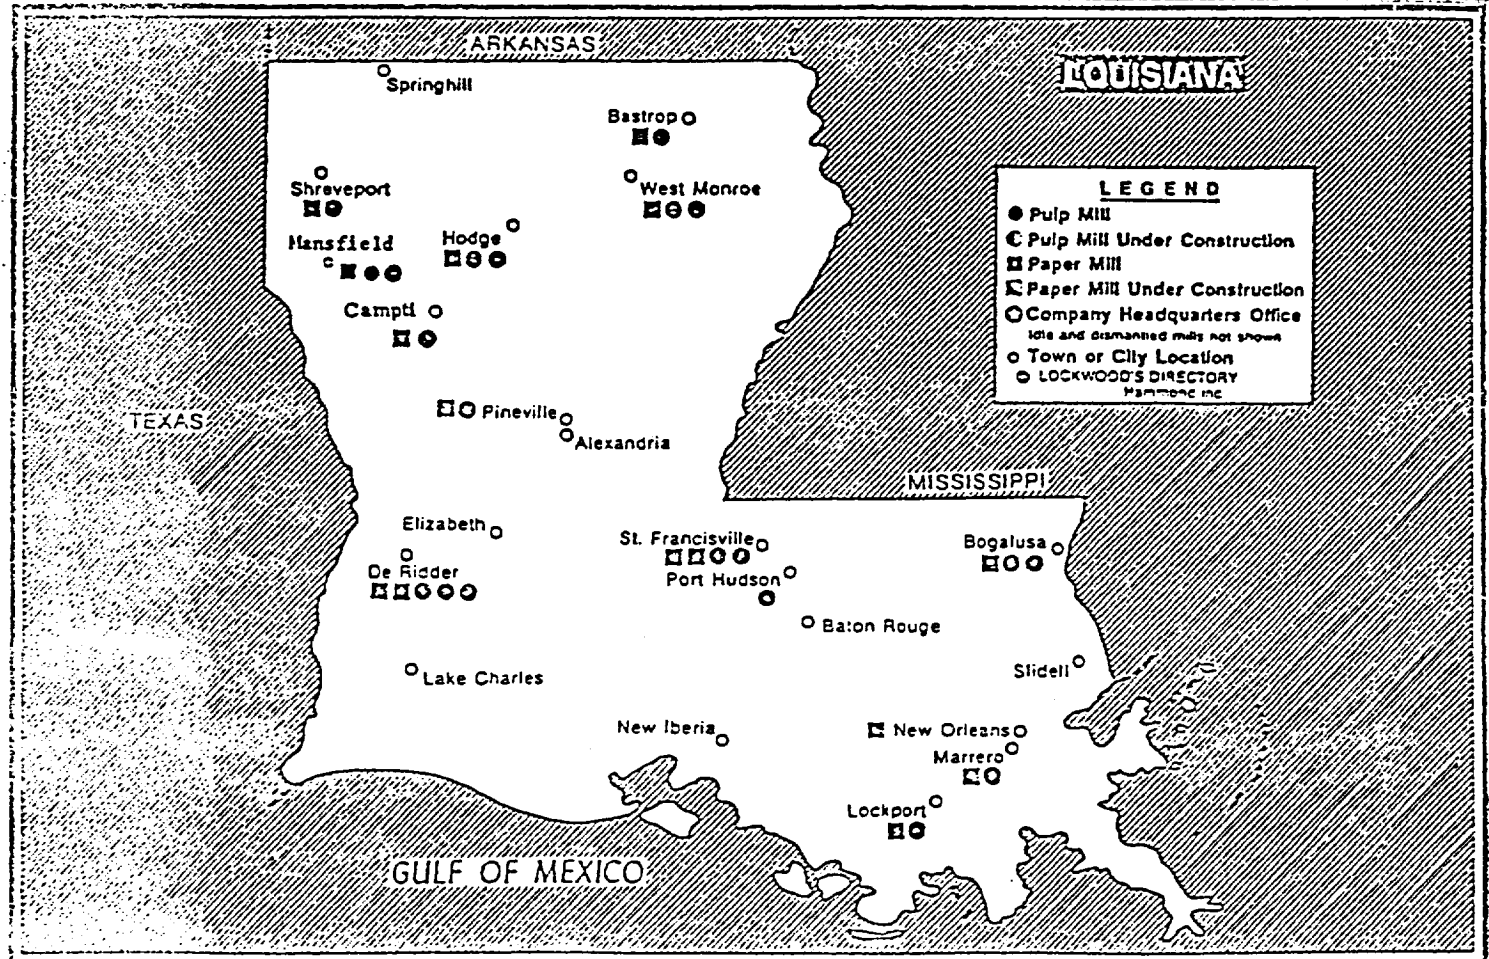 ARKANSAS
LOUISIANA
Springhill
Bastrop
Shreveport
West Monroe
Mansfield
Hodge
Campti
LEGEND
Pulp Mill
Pulp Mill Under Construction
Paper Mill
Paper Mill Under Construction
Company Headquarters Office
Idle and dismantled mills not shown
Town or City Location
LOCKWOOD'S DIRECTORY
Hammond Inc
TEXAS
Pineville
Alexandria
MISSISSIPPI
Elizabeth
St. Francisville
Bogalusa
De Ridder
Port Hudson
Baton Rouge
Lake Charles
Slidell
New Iberia
New Orleans
Marrero
Lockport
GULF OF MEXICO